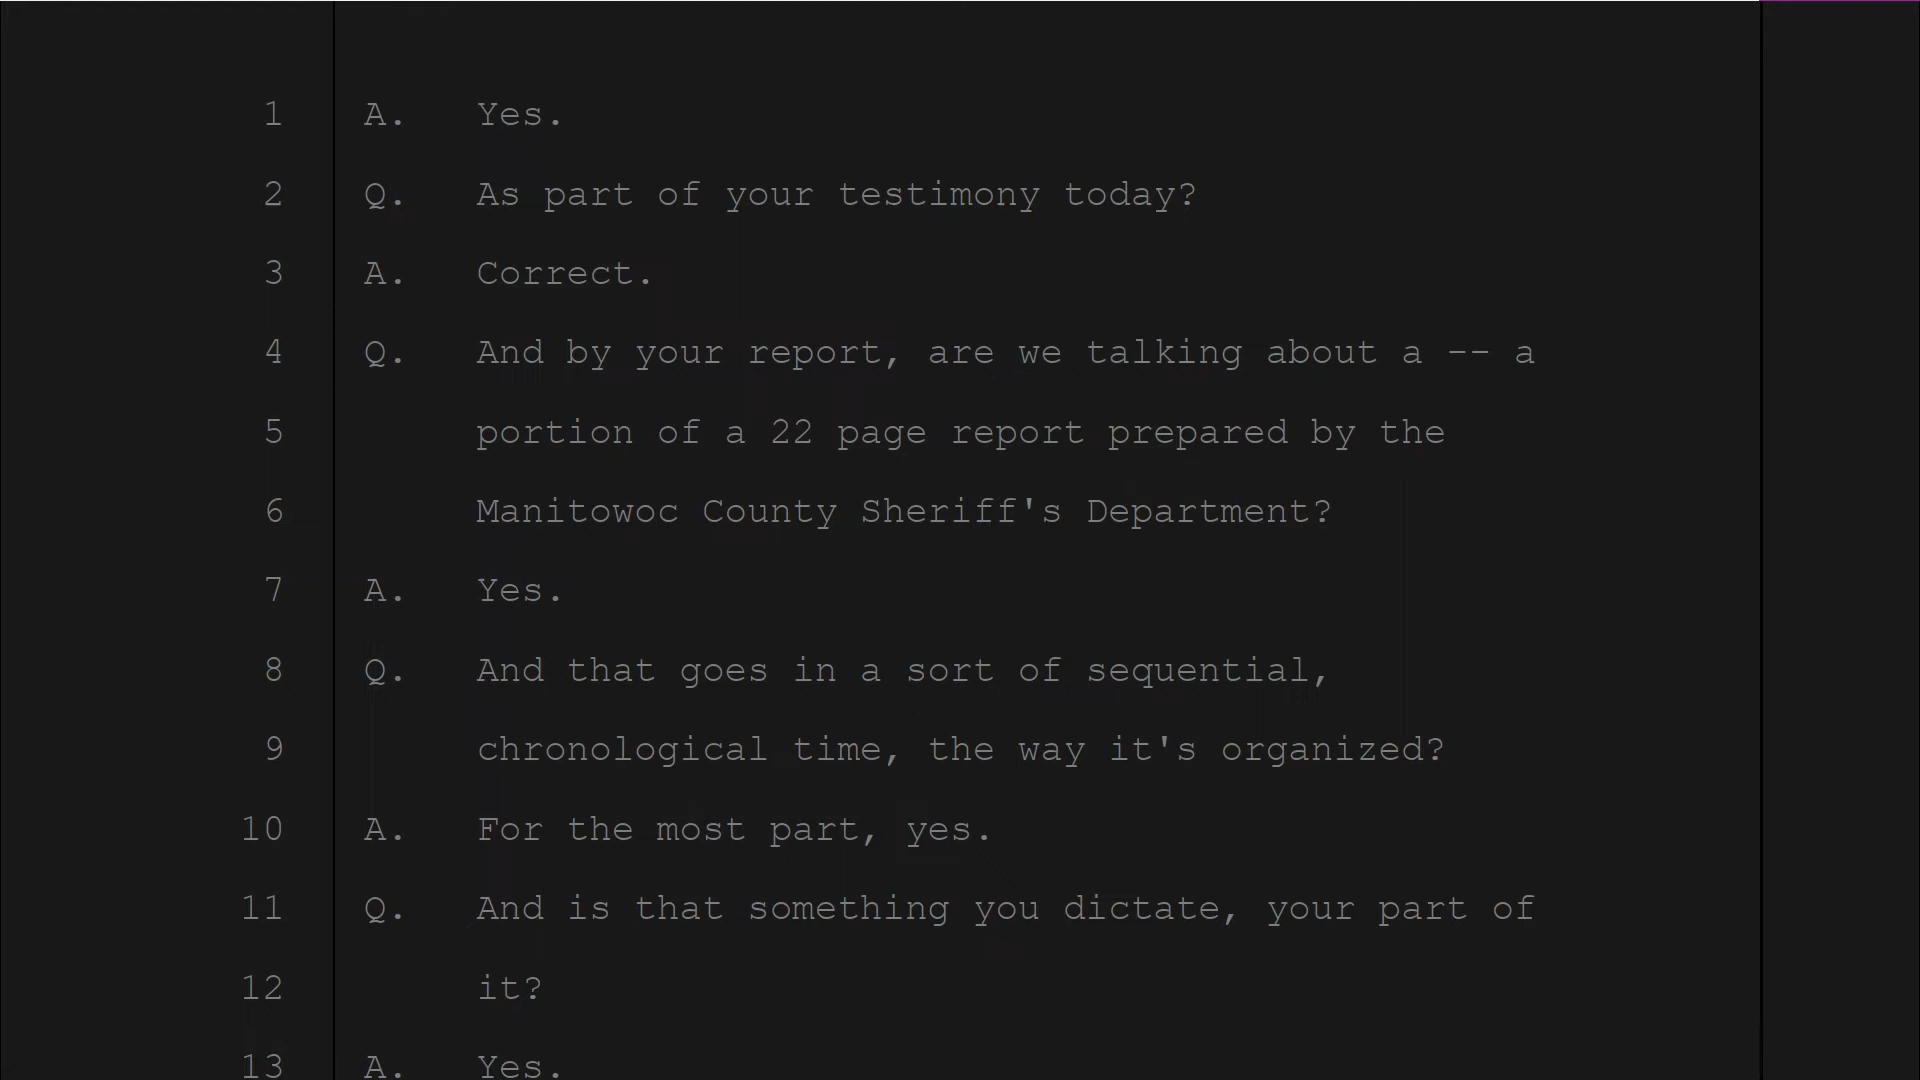 1 A. Yes.
2 Q. As part of your testimony today?
3 A. Correct.
4 Q. And by your report, are we talking about a -- a
5 portion of a 22 page report prepared by the
6 Manitowoc County Sheriff's Department?
7 A. Yes.
8 Q. And that goes in a sort of sequential,
9 chronological time, the way it's organized?
10 A. For the most part, yes.
11 Q. And is that something you dictate, your part of
12 it?
13 A. Yes.